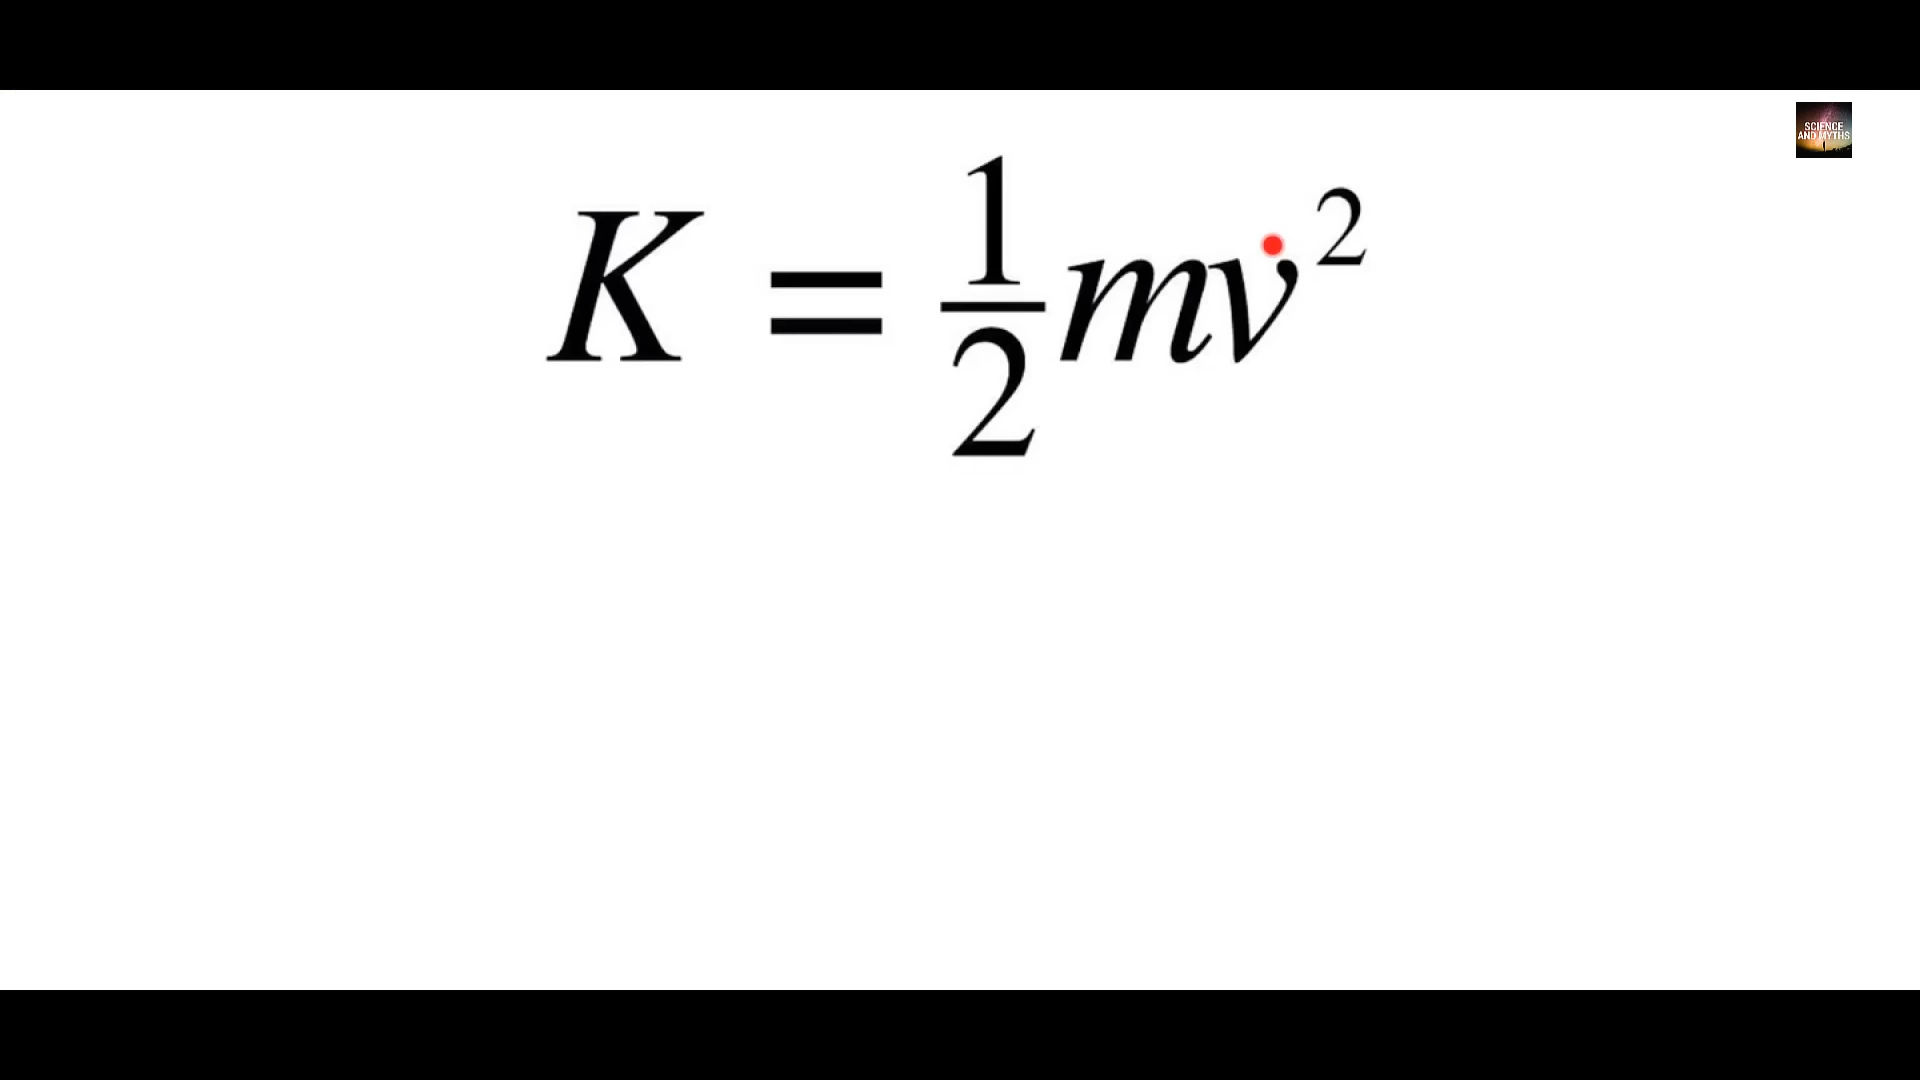 SCIENCE
AND MYTHS
K = 1/2 mv²